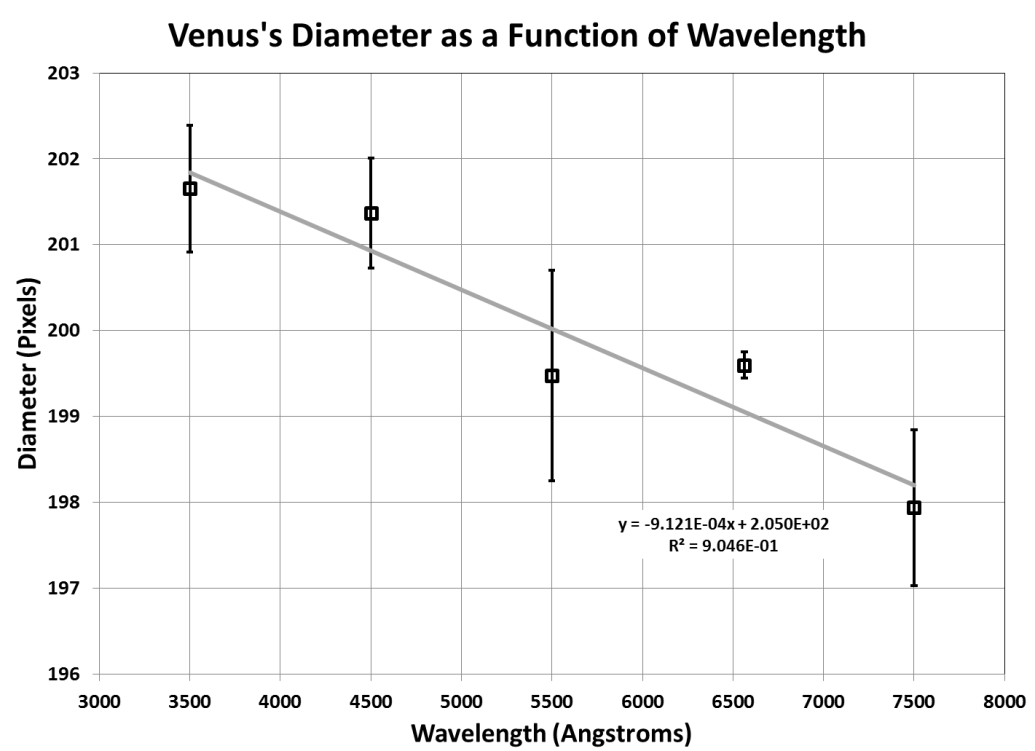 Venus's Diameter as a Function of Wavelength
203
202
201
200
199
198
197
196
Diameter (Pixels)
y = -9.121E-04x + 2.050E+02
R² = 9.046E-01
3000 3500 4000 4500 5000 5500 6000 6500 7000 7500 8000
Wavelength (Angstroms)